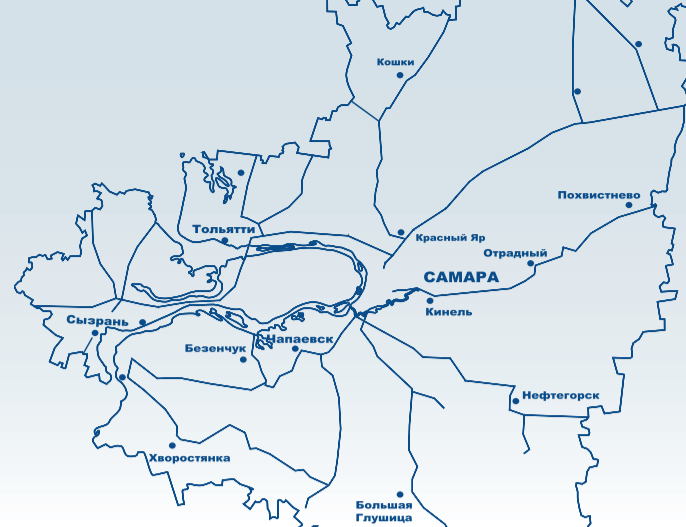 Кошки
Похвистнево
Тольятти
Красный Яр
Отрадный
САМАРА
Кинель
Сызрань
Чапаевск
Безенчук
Нефтегорск
Хворостянка
Большая
Глушица